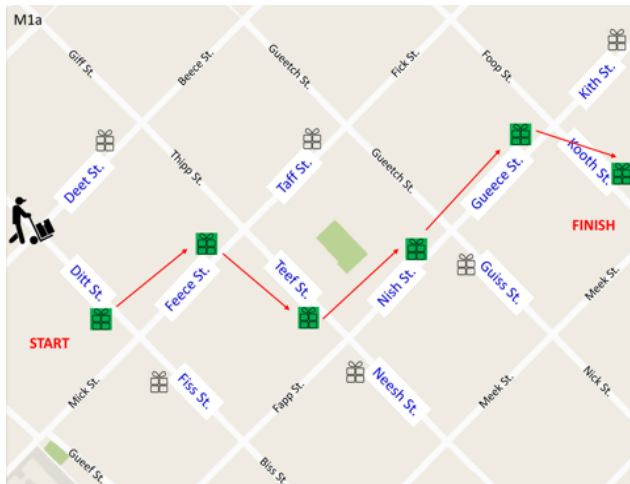 M1a
Giff St.
Beece St.
Gueetch St.
Fick St.
Foop St.
Kith St.
Deet St.
Thipp St.
Taff St.
Gueetch St.
Gueece St.
Kooth St.
FINISH
Ditt St.
Feece St.
Teef St.
Nish St.
Guiss St.
Meek St.
START
Mick St.
Fiss St.
Fapp St.
Neesh St.
Meek St.
Nick St.
Gueef St.
Biss St.